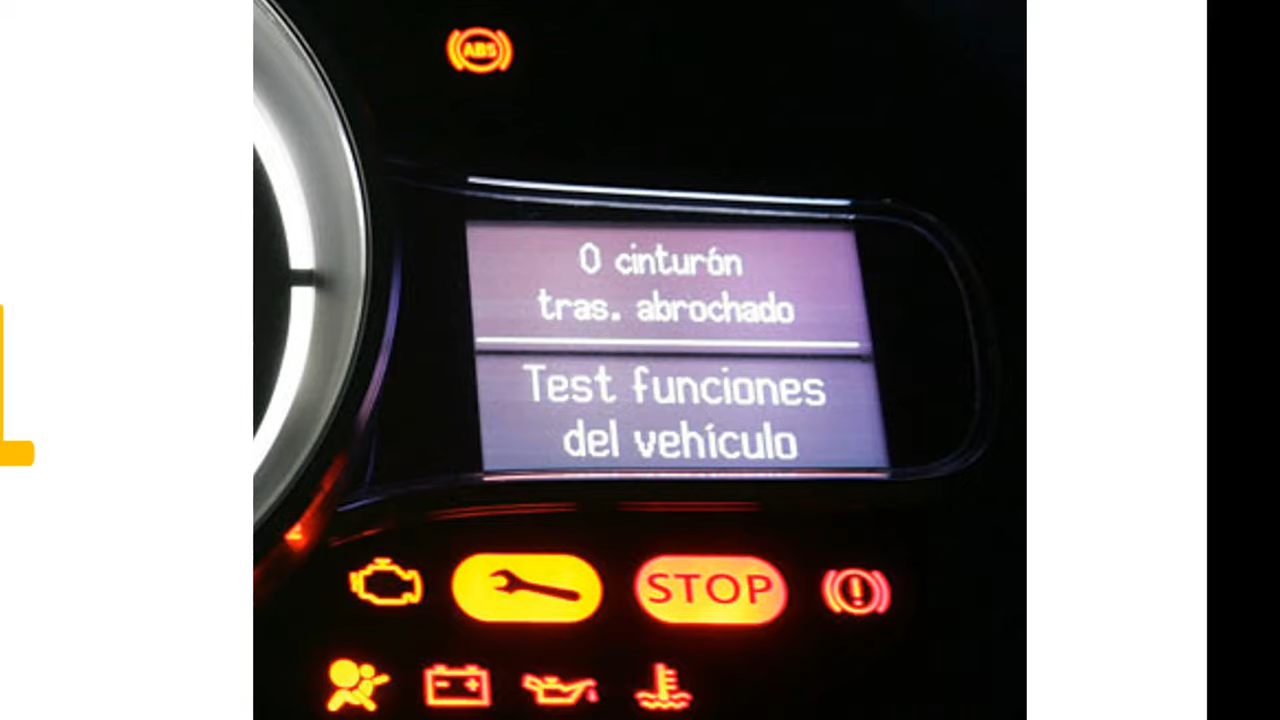 ABS
0 cinturón
tras. abrochado
Test funciones
del vehículo
STOP